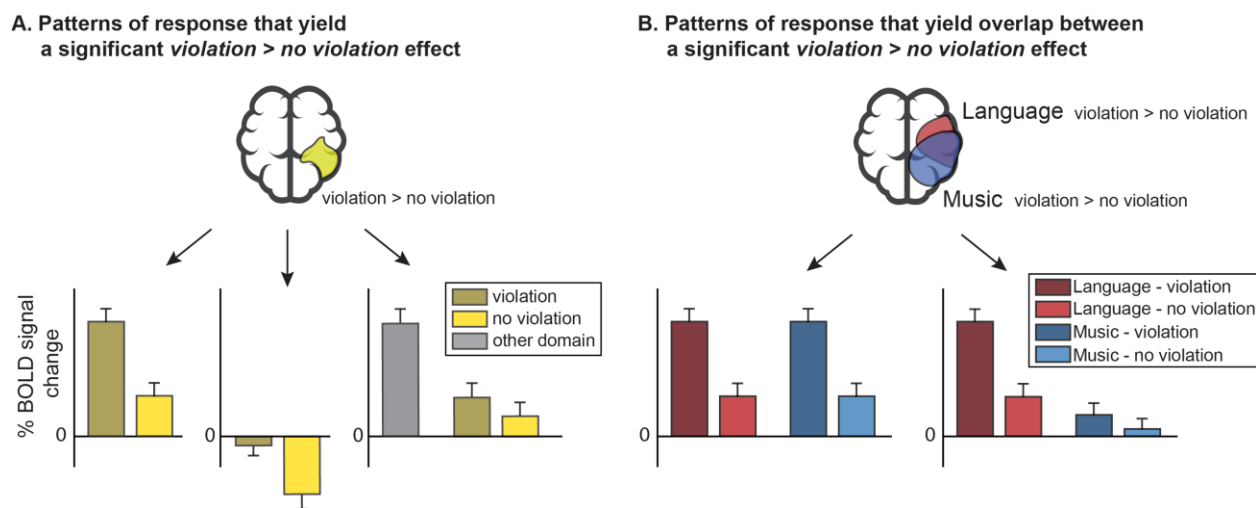 A. Patterns of response that yield
a significant violation > no violation effect
violation > no violation
% BOLD signal
change
0
0
0
violation
no violation
other domain
B. Patterns of response that yield overlap between
a significant violation > no violation effect
Language violation > no violation
Music violation > no violation
0
0
Language - violation
Language - no violation
Music - violation
Music - no violation